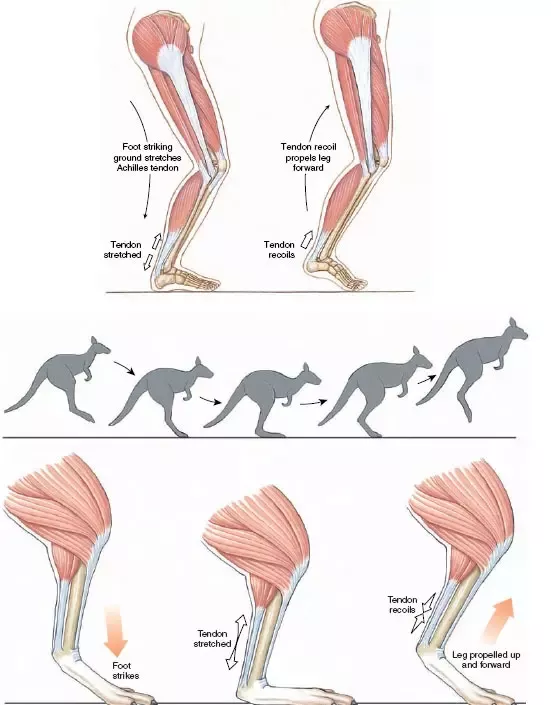 Foot striking
ground stretches
Achilles tendon
Tendon recoil
propels leg
forward
Tendon
stretched
Tendon
recoils
Tendon
recoils
Tendon
stretched
Leg propelled up
and forward
Foot
strikes